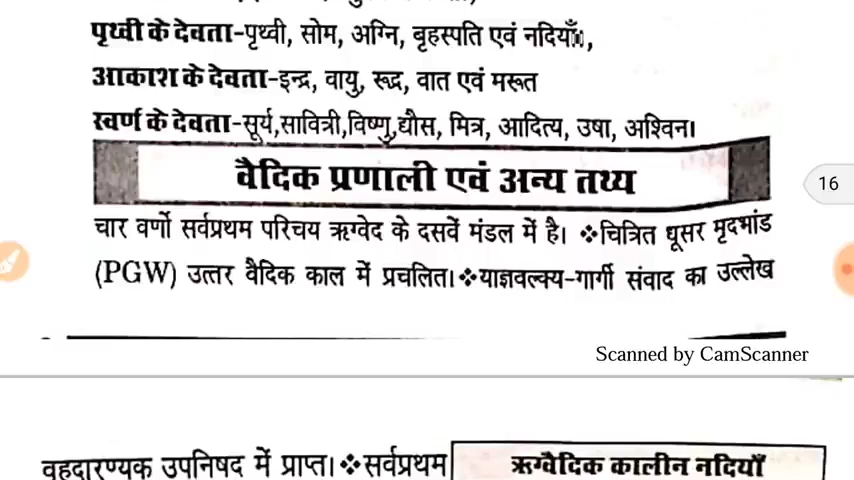 पृथ्वी के देवता-पृथ्वी, सोम, अग्नि, बृहस्पति एवं नदियाँ,
आकाश के देवता-इन्द्र, वायु, रूद्र, वात एवं मरूत
स्वर्ण के देवता-सूर्य,सावित्री,विष्णु,द्यौस, मित्र, आदित्य, उषा, अश्विन।
वैदिक प्रणाली एवं अन्य तथ्य
चार वर्णो सर्वप्रथम परिचय ऋग्वेद के दसवें मंडल में है। ❖चित्रित धूसर मृदभांड
16
(PGW) उत्तर वैदिक काल में प्रचलित।❖याज्ञवल्क्य-गार्गी संवाद का उल्लेख
Scanned by CamScanner
वृहदारण्यक उपनिषद में प्राप्त।❖सर्वप्रथम
ऋग्वैदिक कालीन नदियाँ